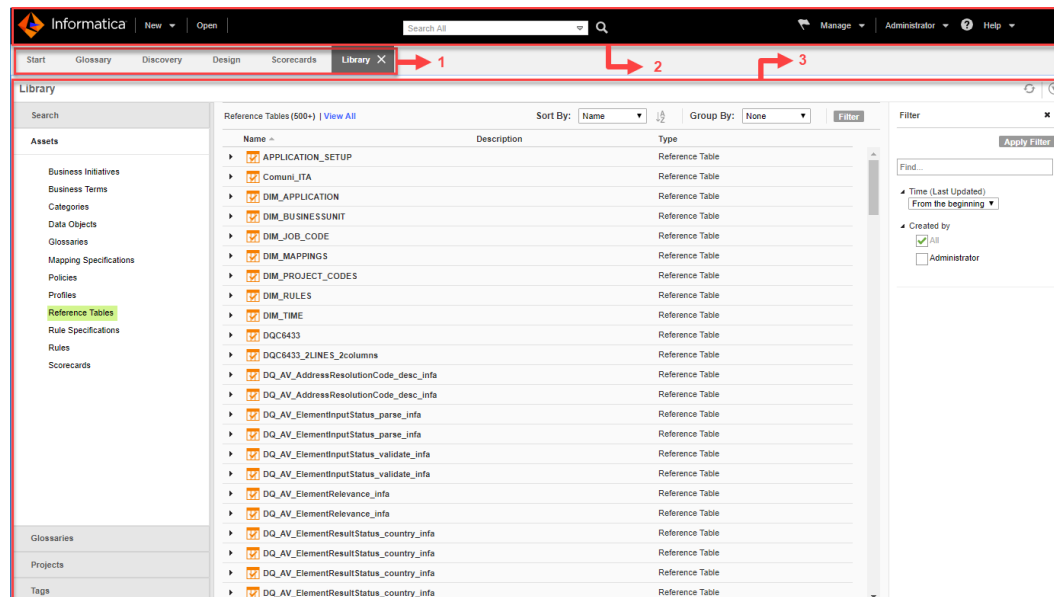 Informatica New Open Search All Manage Administrator ? Help
Start Glossary Discovery Design Scorecards Library X 1 2 3
Library
Search
Assets
Business Initiatives
Business Terms
Categories
Data Objects
Glossaries
Mapping Specifications
Policies
Profiles
Reference Tables
Rule Specifications
Rules
Scorecards
Glossaries
Projects
Tags
Reference Tables (500+) | View All Sort By: Name Group By: None Filter
Name Description Type
APPLICATION_SETUP Reference Table
Comuni_ITA Reference Table
DIM_APPLICATION Reference Table
DIM_BUSINESSUNIT Reference Table
DIM_JOB_CODE Reference Table
DIM_MAPPINGS Reference Table
DIM_PROJECT_CODES Reference Table
DIM_RULES Reference Table
DIM_TIME Reference Table
DQC6433 Reference Table
DQC6433_2LINES_2columns Reference Table
DQ_AV_AddressResolutionCode_desc_infa Reference Table
DQ_AV_AddressResolutionCode_desc_infa Reference Table
DQ_AV_ElementInputStatus_parse_infa Reference Table
DQ_AV_ElementInputStatus_parse_infa Reference Table
DQ_AV_ElementInputStatus_validate_infa Reference Table
DQ_AV_ElementInputStatus_validate_infa Reference Table
DQ_AV_ElementRelevance_infa Reference Table
DQ_AV_ElementRelevance_infa Reference Table
DQ_AV_ElementResultStatus_country_infa Reference Table
DQ_AV_ElementResultStatus_country_infa Reference Table
DQ_AV_ElementResultStatus_country_infa Reference Table
DQ_AV_ElementResultStatus_country_infa Reference Table
Filter x
Apply Filter
Find...
Time (Last Updated)
From the beginning
Created by
All
Administrator